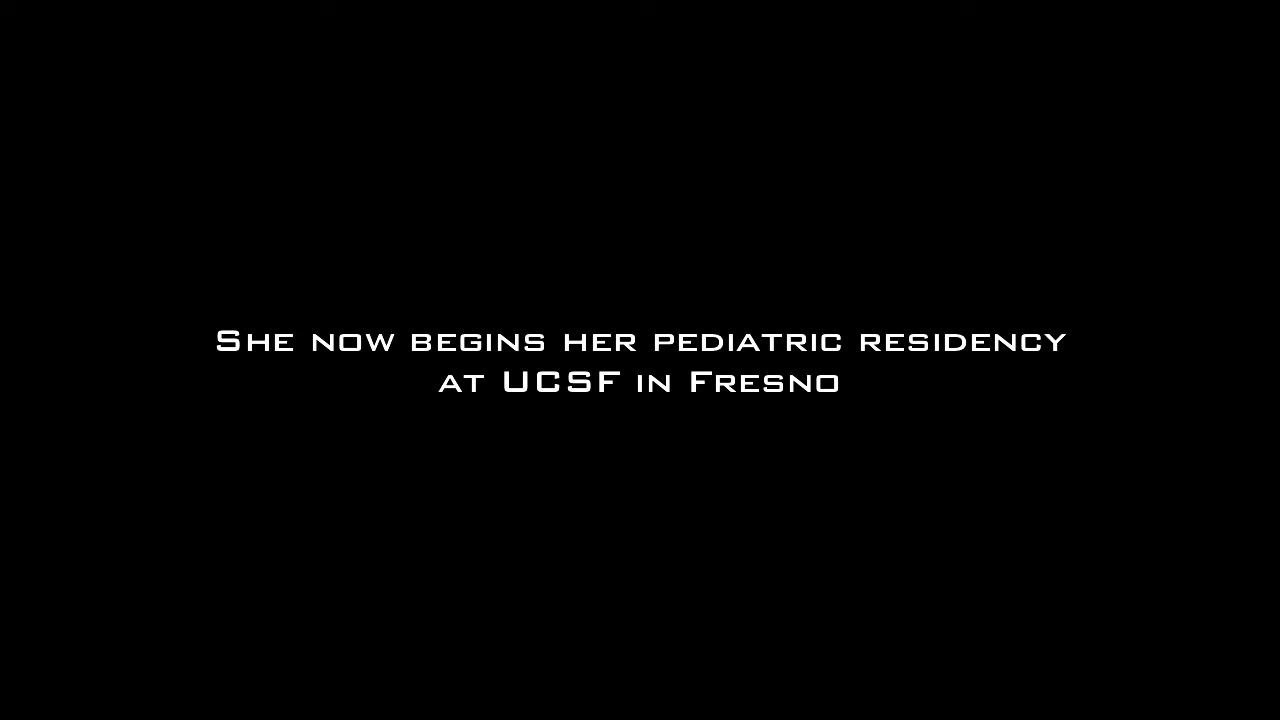 She now begins her pediatric residency
at UCSF in Fresno